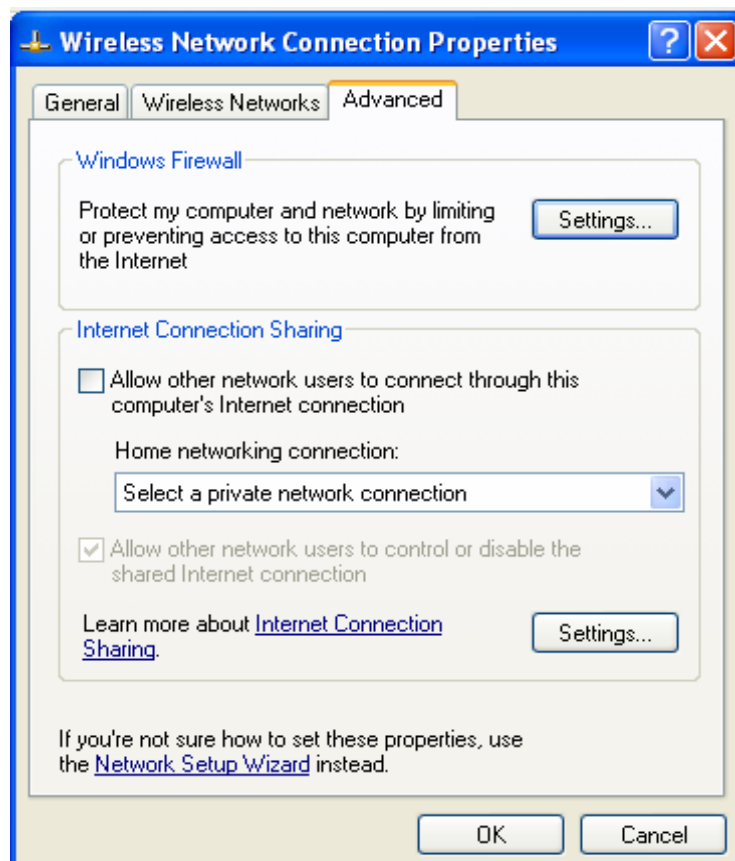 Wireless Network Connection Properties
General Wireless Networks Advanced
Windows Firewall
Protect my computer and network by limiting
or preventing access to this computer from
the Internet
Settings...
Internet Connection Sharing
Allow other network users to connect through this
computer's Internet connection
Home networking connection:
Select a private network connection
Allow other network users to control or disable the
shared Internet connection
Learn more about Internet Connection
Sharing.
Settings...
If you're not sure how to set these properties, use
the Network Setup Wizard instead.
OK Cancel